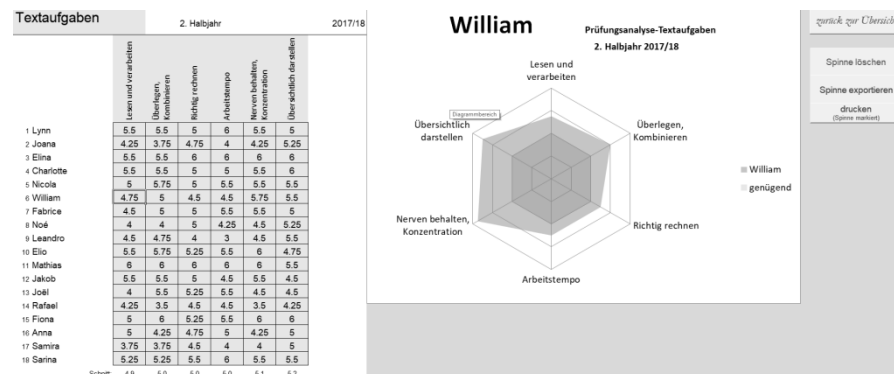 Textaufgaben 2. Halbjahr 2017/18
Lesen und verarbeiten
Überlegen, Kombinieren
Richtig rechnen
Arbeitstempo
Nerven behalten, Konzentration
Übersichtlich darstellen
1 Lynn 5.5 5.5 5 6 5.5 5
2 Joana 4.25 3.75 4.75 4 4.25 5.25
3 Elina 5.5 5.5 6 6 6 6
4 Charlotte 5.5 5.5 5 5 5.5 6
5 Nicola 5 5.75 5 5.5 5.5 5.5
6 William 4.75 5 4.5 4.5 5.75 5.5
7 Fabrice 4.5 5 5 5.5 5.5 5
8 Noé 4 4 5 4.25 4.5 5.25
9 Leandro 4.5 4.75 4 3 4.5 5.5
10 Elio 5.5 5.75 5.25 5.5 6 4.75
11 Mathias 6 6 6 6 6 5.5
12 Jakob 5.5 5.5 5 4.5 5.5 4.5
13 Joël 4 5.5 5.25 5.5 4.5 4.5
14 Rafael 4.25 3.5 4.5 4.5 3.5 4.25
15 Fiona 5 6 5.25 5.5 6 5
16 Anna 5 4.25 4.75 5 4.25 5
17 Samira 3.75 3.75 4.5 4 4 5
18 Sarina 5.25 5.25 5.5 6 5.5 5.5
William
Prüfungsanalyse-Textaufgaben
2. Halbjahr 2017/18
Lesen und
verarbeiten
Überlegen,
Kombinieren
Richtig rechnen
Arbeitstempo
Nerven behalten,
Konzentration
Übersichtlich
darstellen
Diagrammbereich
William
genügend
zurück zur
Spinne löschen
Spinne exportieren
drucken
(Spinne markiert)